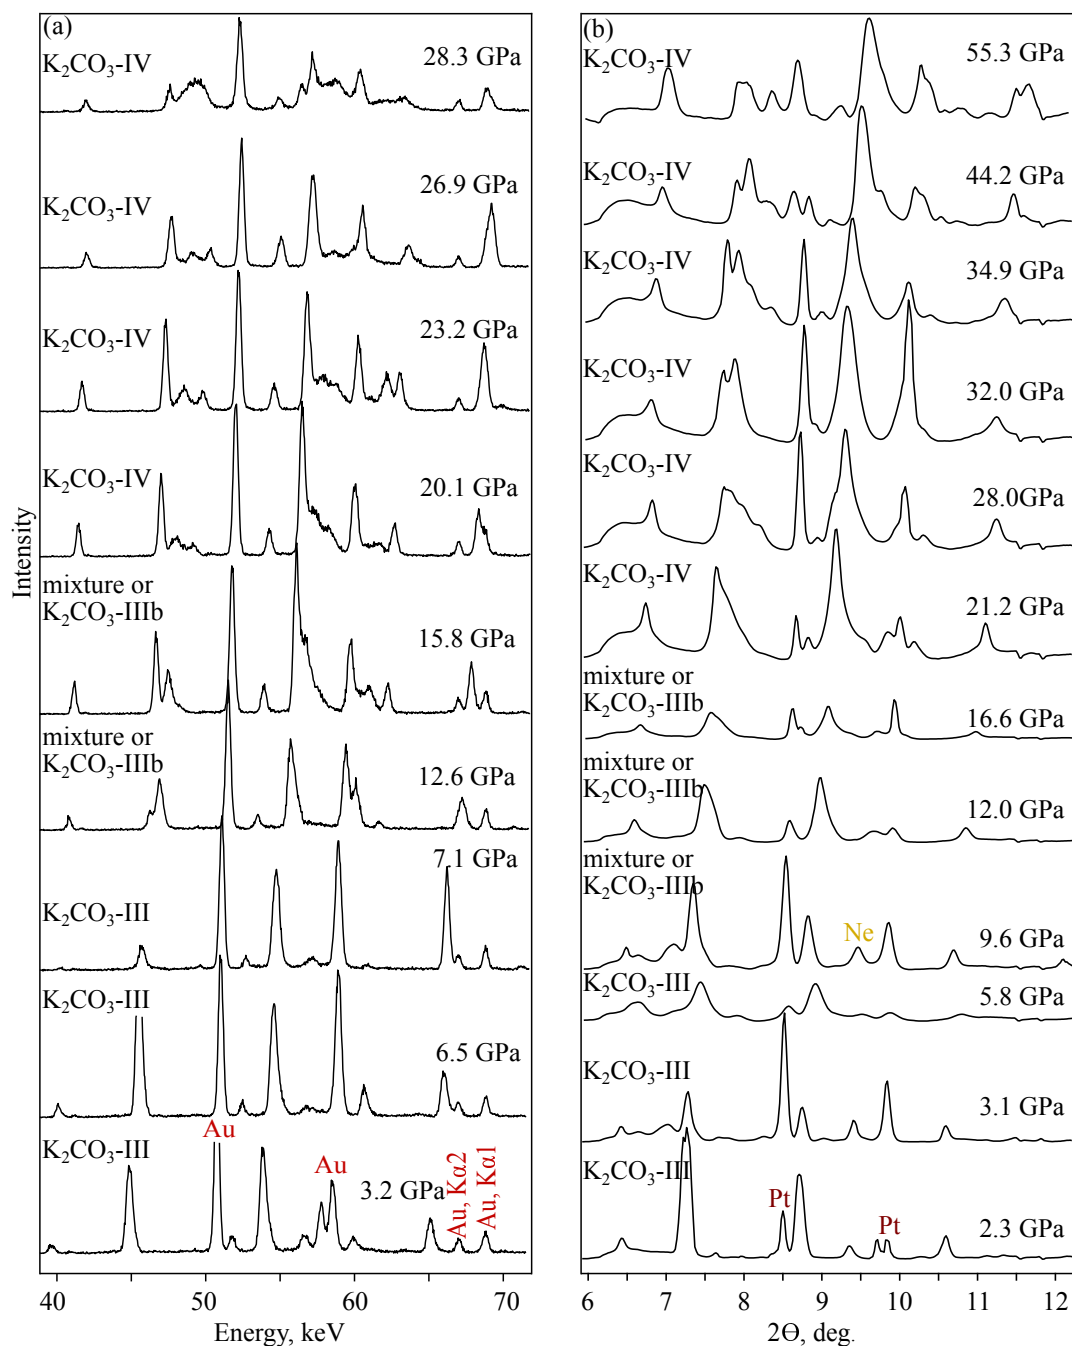 (a)
K₂CO₃-IV
28.3 GPa
K₂CO₃-IV
26.9 GPa
K₂CO₃-IV
23.2 GPa
K₂CO₃-IV
20.1 GPa
mixture or
K₂CO₃-IIIb
15.8 GPa
mixture or
K₂CO₃-IIIb
12.6 GPa
7.1 GPa
K₂CO₃-III
K₂CO₃-III
6.5 GPa
Au
K₂CO₃-III
Au
3.2 GPa
Au, Kα2
Au, Kα1
40
50
60
70
Energy, keV
Intensity
(b)
K₂CO₃-IV
55.3 GPa
K₂CO₃-IV
44.2 GPa
K₂CO₃-IV
34.9 GPa
K₂CO₃-IV
32.0 GPa
K₂CO₃-IV
28.0GPa
K₂CO₃-IV
21.2 GPa
mixture or
K₂CO₃-IIIb
16.6 GPa
mixture or
K₂CO₃-IIIb
12.0 GPa
mixture or
K₂CO₃-IIIb
Ne
9.6 GPa
K₂CO₃-III
5.8 GPa
K₂CO₃-III
3.1 GPa
K₂CO₃-III
Pt
Pt
2.3 GPa
6
7
8
9
10
11
12
2Θ, deg.